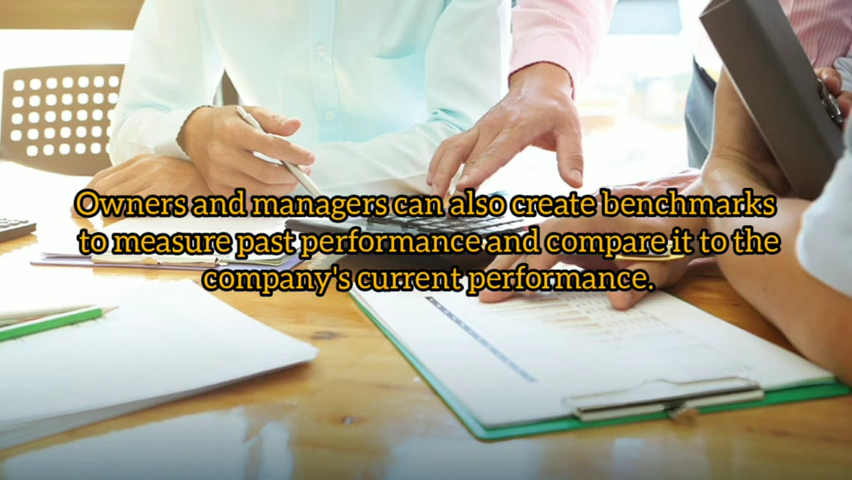 Owners and managers can also create benchmarks
to measure past performance and compare it to the
company's current performance.